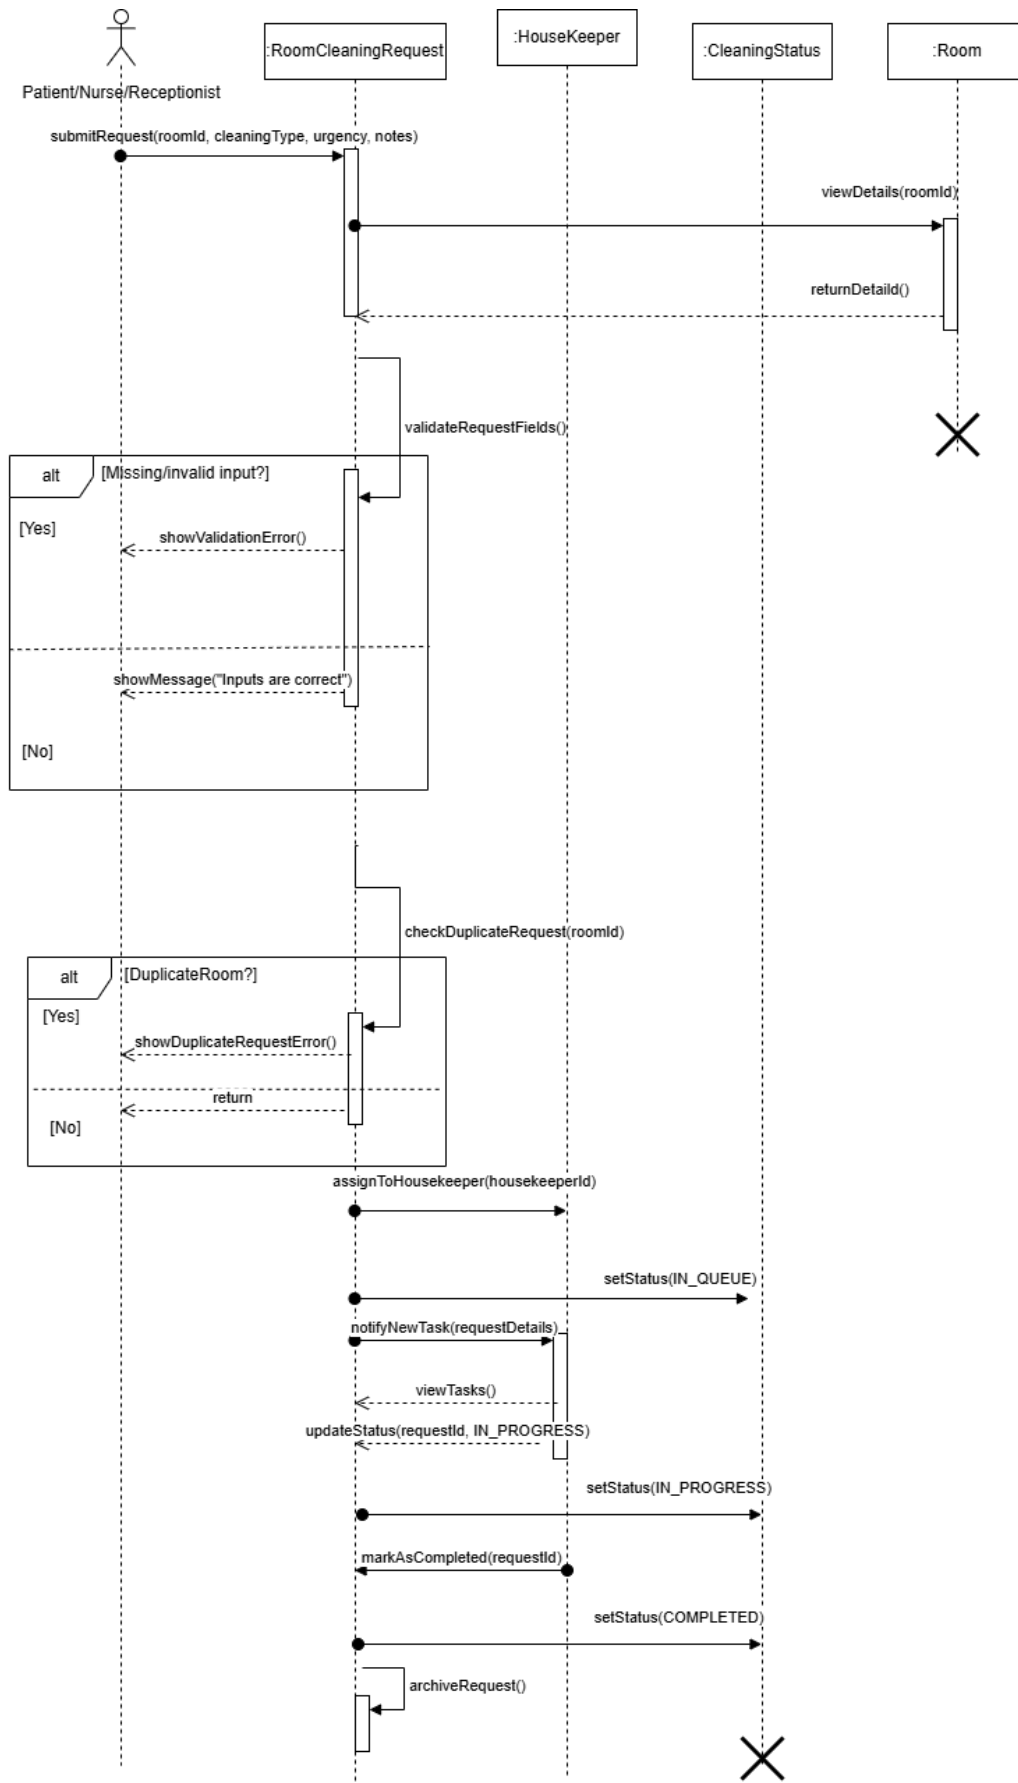 :RoomCleaningRequest
:HouseKeeper
:CleaningStatus
:Room
Patient/Nurse/Receptionist
submitRequest(roomId, cleaningType, urgency, notes)
viewDetails(roomId)
returnDetaild()
validateRequestFields()
alt
[Missing/invalid input?]
[Yes]
showValidationError()
showMessage("Inputs are correct")
[No]
checkDuplicateRequest(roomId)
alt
[DuplicateRoom?]
[Yes]
showDuplicateRequestError()
return
[No]
assignToHousekeeper(housekeeperId)
setStatus(IN_QUEUE)
notifyNewTask(requestDetails)
viewTasks()
updateStatus(requestId, IN_PROGRESS)
setStatus(IN_PROGRESS)
markAsCompleted(requestId)
setStatus(COMPLETED)
archiveRequest()